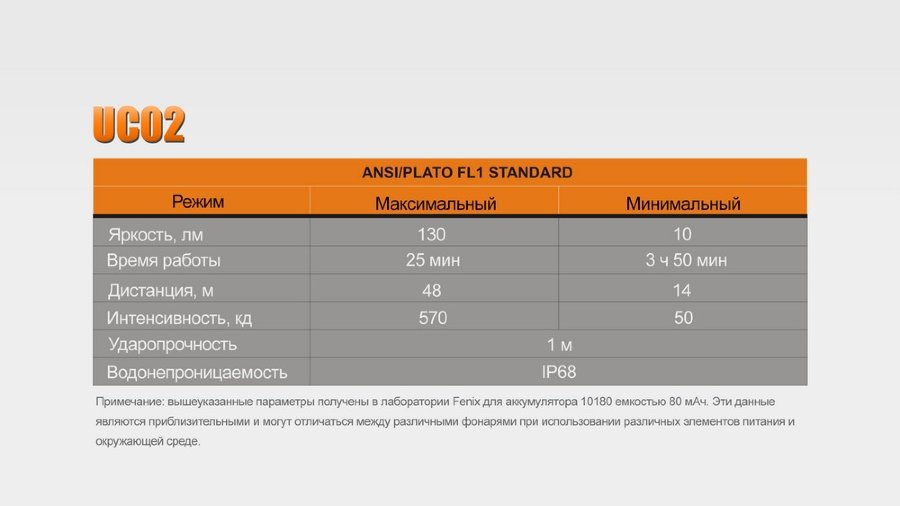 UC02
ANSI/PLATO FL1 STANDARD
Режим Максимальный Минимальный
Яркость, лм 130 10
Время работы 25 мин 3 ч 50 мин
Дистанция, м 48 14
Интенсивность, кд 570 50
Ударопрочность 1 м
Водонепроницаемость IP68
Примечание: вышеуказанные параметры получены в лаборатории Fenix для аккумулятора 10180 емкостью 80 мАч. Эти данные
являются приблизительными и могут отличаться между различными фонарями при использовании различных элементов питания и
окружающей среде.